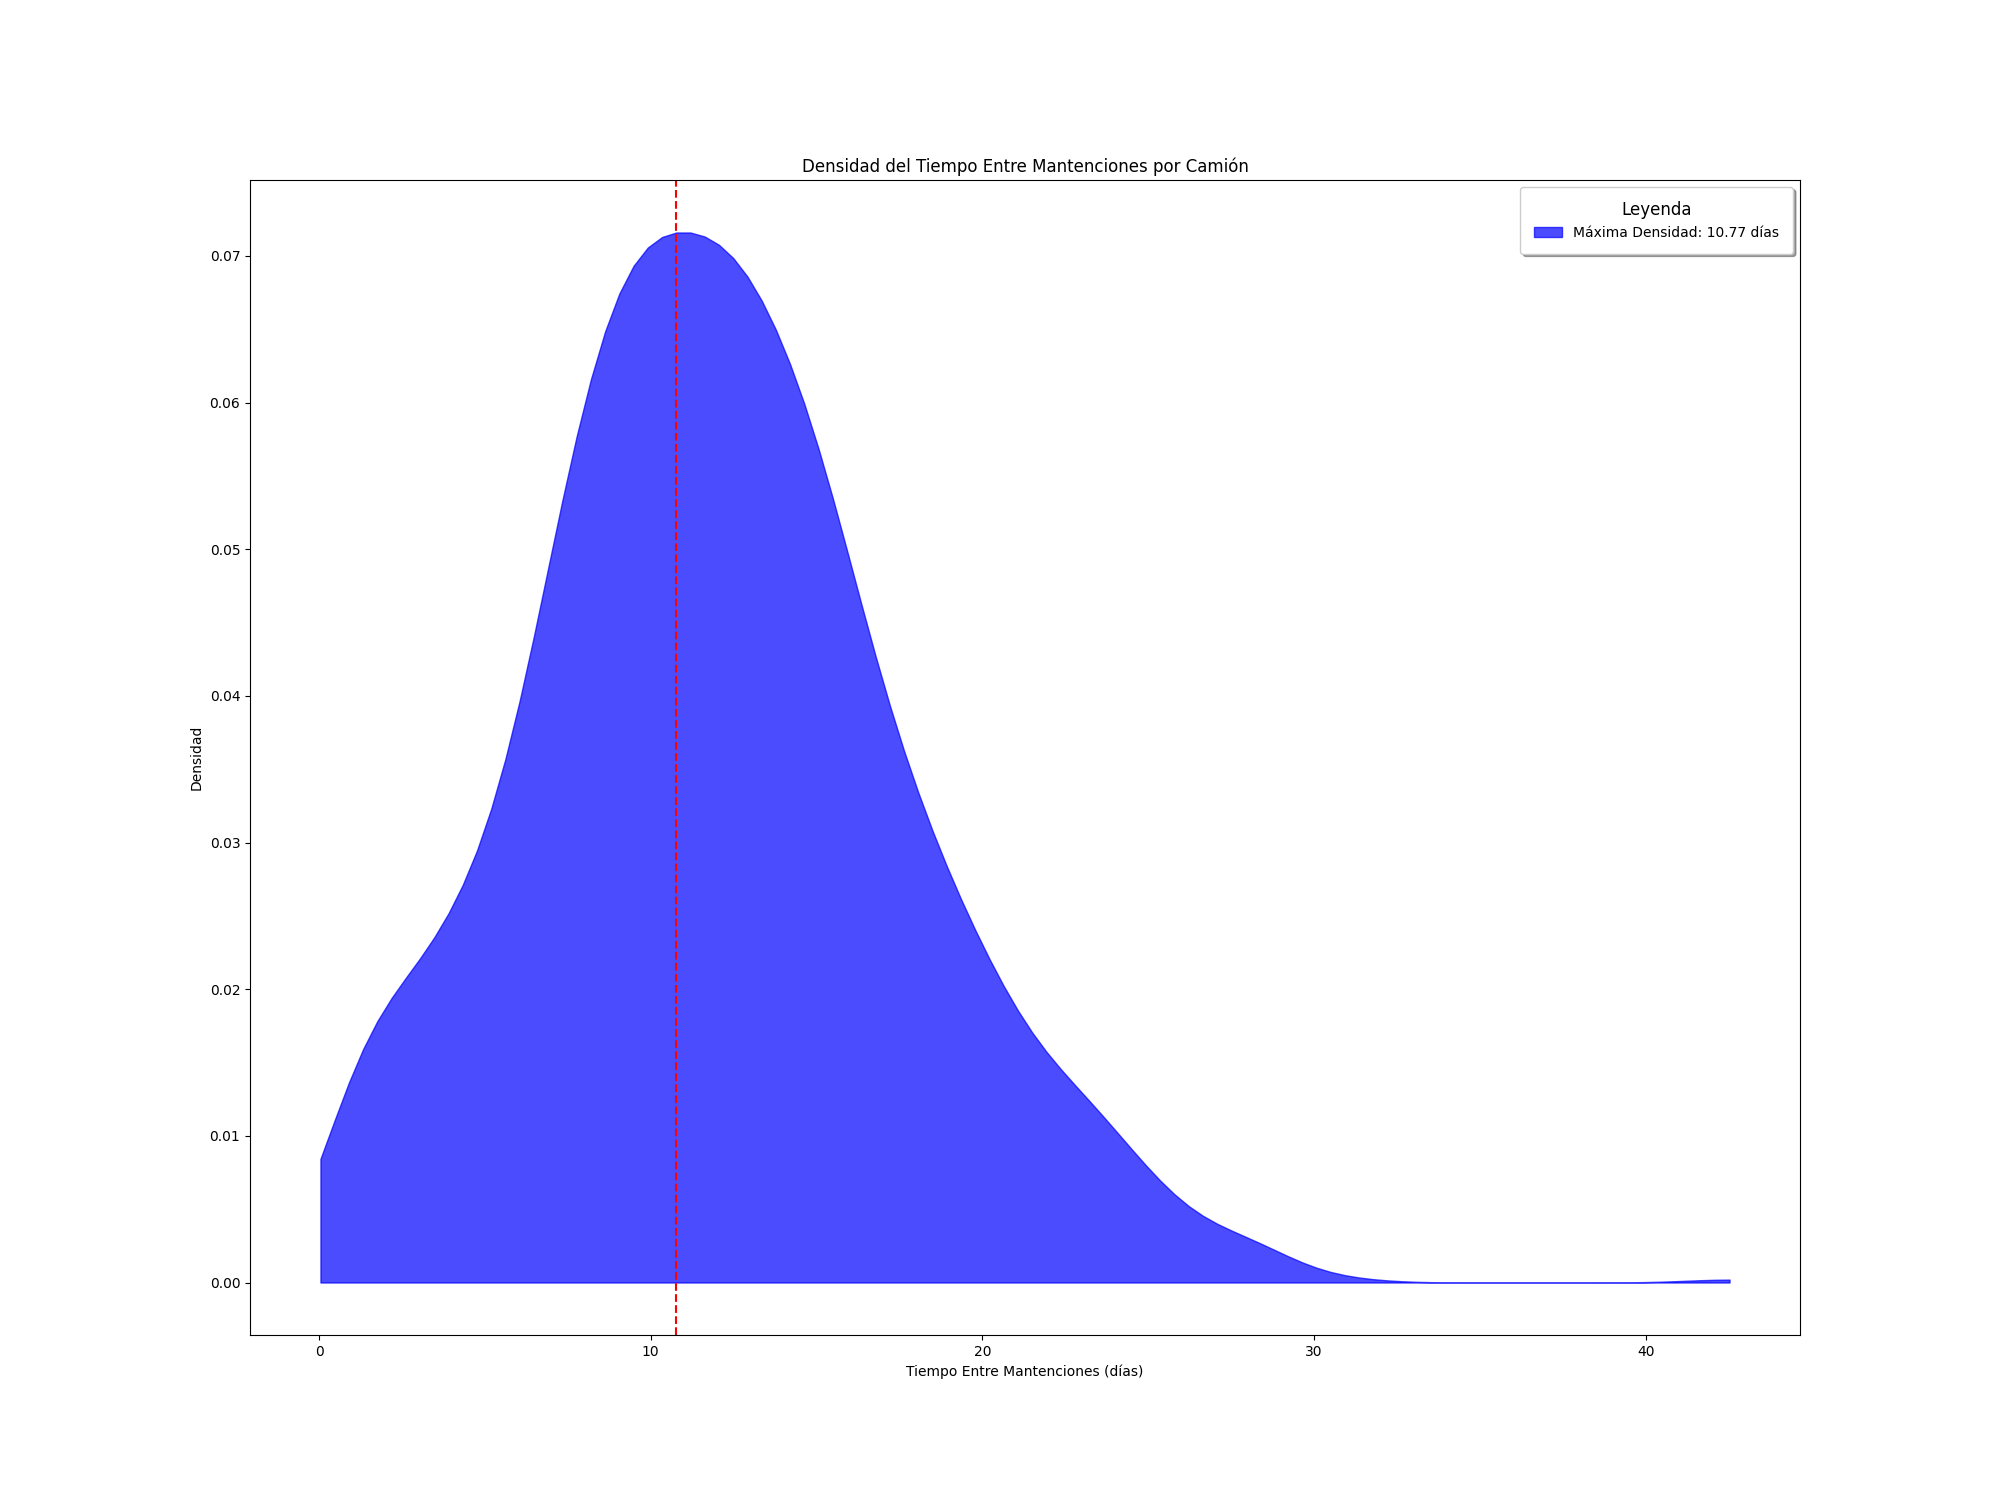 Densidad del Tiempo Entre Mantenciones por Camión
Leyenda
Máxima Densidad: 10.77 días
0.07
0.06
0.05
0.04
0.03
0.02
0.01
0.00
Densidad
0 10 20 30 40
Tiempo Entre Mantenciones (días)